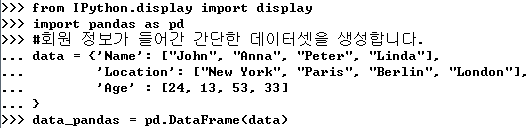 >>> from IPython.display import display
>>> import pandas as pd
>>> #회원 정보가 들어간 간단한 데이터셋을 생성합니다.
... data = {'Name': ["John", "Anna", "Peter", "Linda"],
...         'Location': ["New York", "Paris", "Berlin", "London"],
...         'Age' : [24, 13, 53, 33]
... }
>>> data_pandas = pd.DataFrame(data)